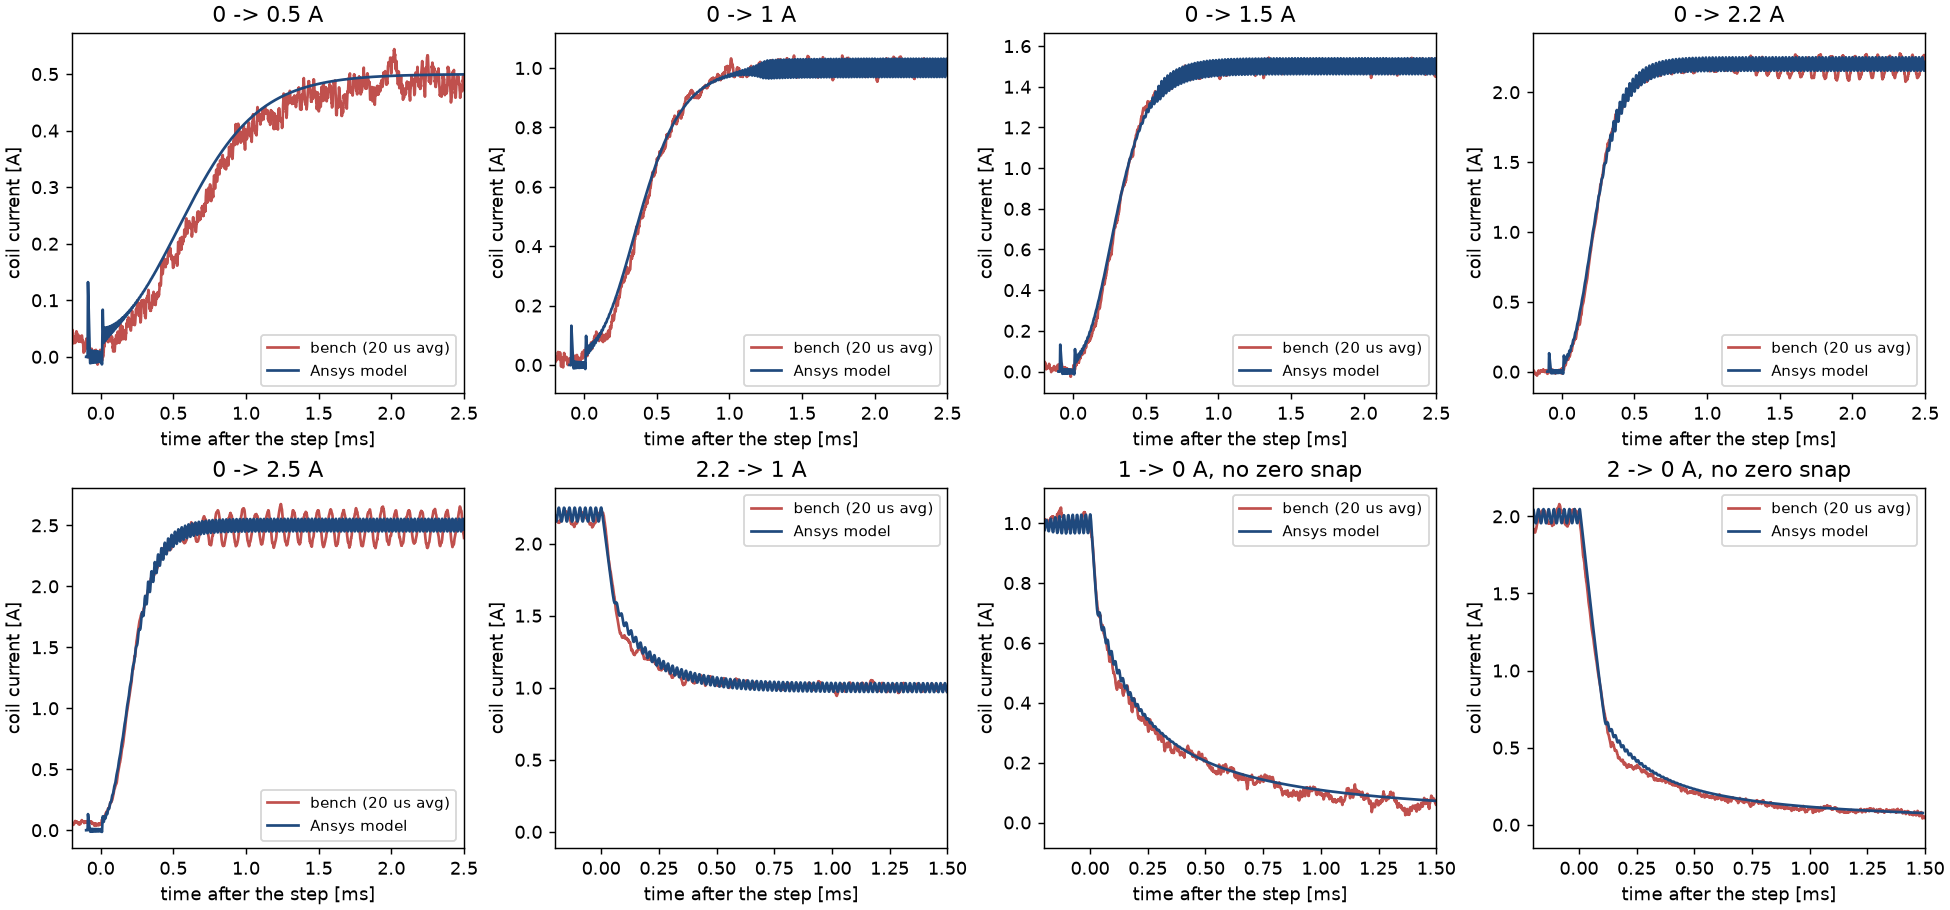 0 -> 0.5 A
0 -> 1 A
0 -> 1.5 A
0 -> 2.2 A
coil current [A]
0.5
0.4
0.3
0.2
0.1
0.0
bench (20 us avg)
Ansys model
0.0 0.5 1.0 1.5 2.0 2.5
time after the step [ms]
coil current [A]
1.0
0.8
0.6
0.4
0.2
0.0
bench (20 us avg)
Ansys model
0.0 0.5 1.0 1.5 2.0 2.5
time after the step [ms]
coil current [A]
1.6
1.4
1.2
1.0
0.8
0.6
0.4
0.2
0.0
bench (20 us avg)
Ansys model
0.0 0.5 1.0 1.5 2.0 2.5
time after the step [ms]
coil current [A]
2.0
1.5
1.0
0.5
0.0
bench (20 us avg)
Ansys model
0.0 0.5 1.0 1.5 2.0 2.5
time after the step [ms]
0 -> 2.5 A
2.2 -> 1 A
1 -> 0 A, no zero snap
2 -> 0 A, no zero snap
coil current [A]
2.5
2.0
1.5
1.0
0.5
0.0
bench (20 us avg)
Ansys model
0.0 0.5 1.0 1.5 2.0 2.5
time after the step [ms]
coil current [A]
2.0
1.5
1.0
0.5
0.0
bench (20 us avg)
Ansys model
0.00 0.25 0.50 0.75 1.00 1.25 1.50
time after the step [ms]
coil current [A]
1.0
0.8
0.6
0.4
0.2
0.0
bench (20 us avg)
Ansys model
0.00 0.25 0.50 0.75 1.00 1.25 1.50
time after the step [ms]
coil current [A]
2.0
1.5
1.0
0.5
0.0
bench (20 us avg)
Ansys model
0.00 0.25 0.50 0.75 1.00 1.25 1.50
time after the step [ms]